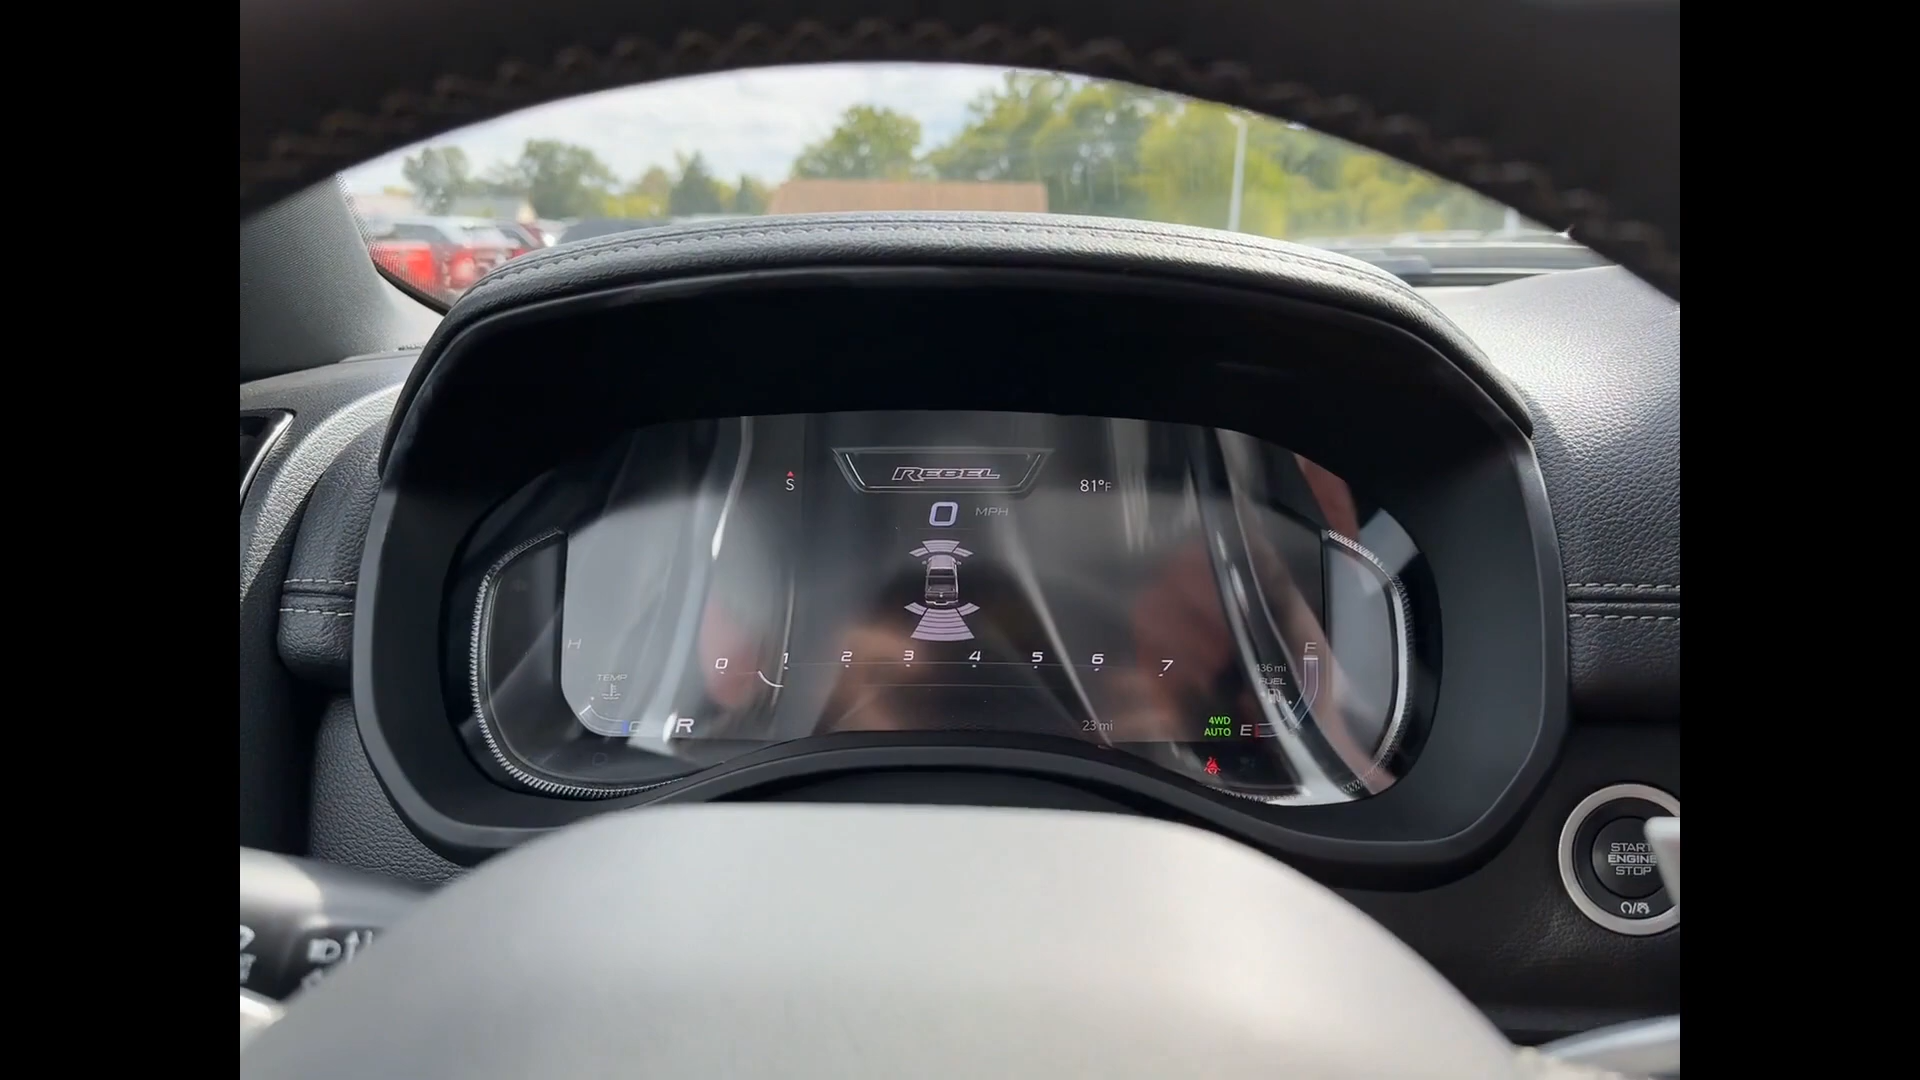 REBEL
S
81°F
0 MPH
H
TEMP
C
R
0 1 2 3 4 5 6 7
23 mi
436 mi
FUEL
F
E
4WD
AUTO
START
ENGINE
STOP